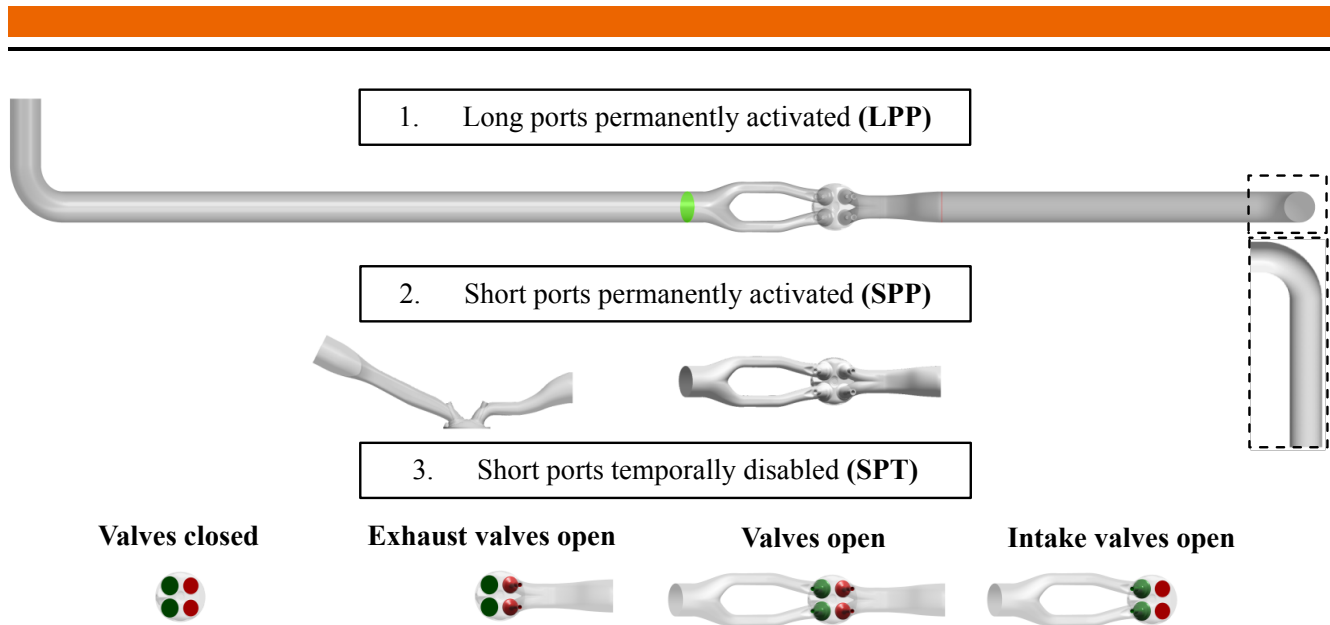 1. Long ports permanently activated (LPP)
2. Short ports permanently activated (SPP)
3. Short ports temporally disabled (SPT)
Valves closed
Exhaust valves open
Valves open
Intake valves open